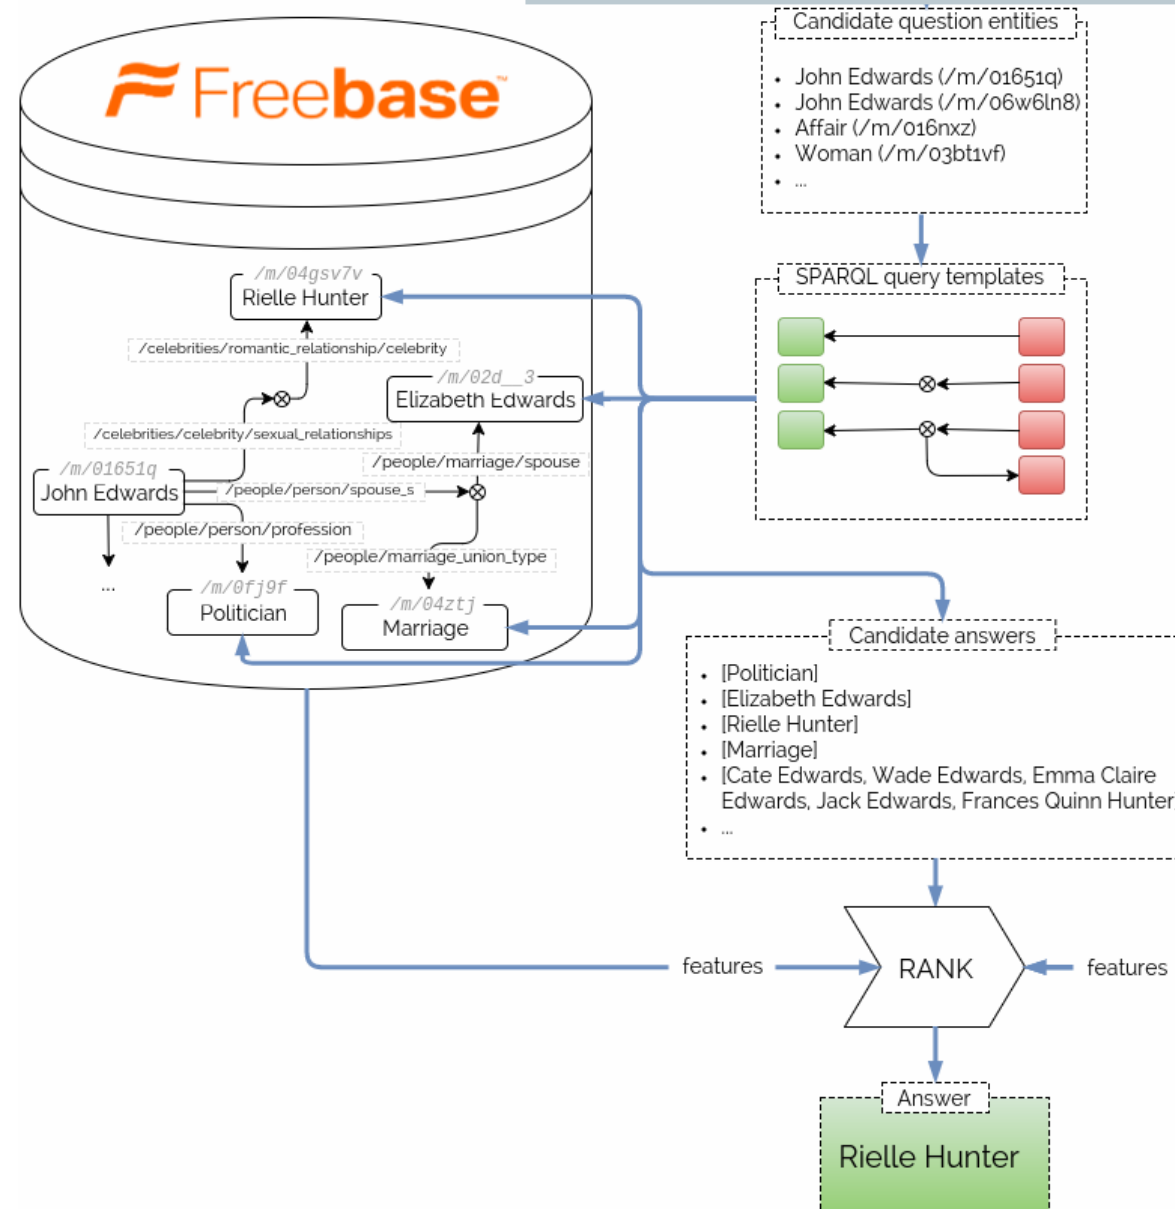 Freebase™
/m/04gsv7v
Rielle Hunter
/celebrities/romantic_relationship/celebrity
/m/02d__3
Elizabeth Edwards
/celebrities/celebrity/sexual_relationships
/people/marriage/spouse
/m/01651q
John Edwards
/people/person/spouse_s
/people/person/profession
/people/marriage_union_type
...
/m/0fj9f
Politician
/m/04ztj
Marriage
Candidate question entities
• John Edwards (/m/01651q)
• John Edwards (/m/06w6ln8)
• Affair (/m/016nxz)
• Woman (/m/03bt1vf)
• ...
SPARQL query templates
Candidate answers
• [Politician]
• [Elizabeth Edwards]
• [Rielle Hunter]
• [Marriage]
• [Cate Edwards, Wade Edwards, Emma Claire
Edwards, Jack Edwards, Frances Quinn Hunter
• ...
features
RANK
features
Answer
Rielle Hunter